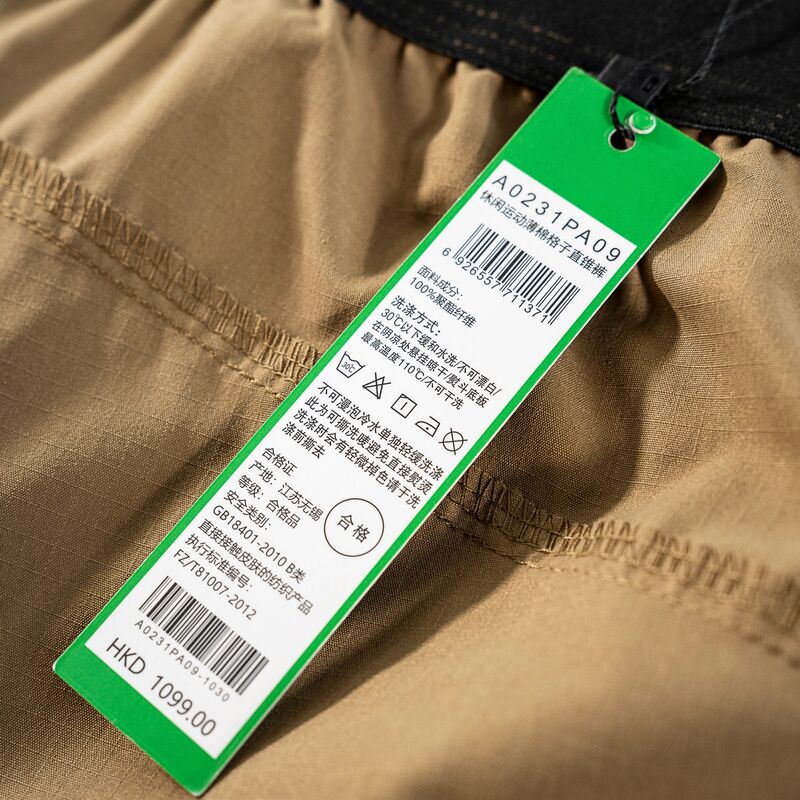 A0231PA09
休闲运动薄棉格子直锥裤
6 926557 711371
面料成分：
100%聚酯纤维
洗涤方式：
30℃以下缓和水洗/不可漂白/
在阴凉处悬挂晾干/熨斗底板
最高温度110℃/不可干洗
30℃
不可浸泡冷水单独轻缓洗涤
此为可撕洗唛避免直接熨烫
洗涤时会有轻微掉色请于洗
涤前撕去
合格证
产地：江苏无锡
等级：合格品
合格
安全类别：
GB18401-2010 B类
直接接触皮肤的纺织产品
执行标准编号：
FZ/T81007-2012
A0231PA09-1030
HKD 1099.00